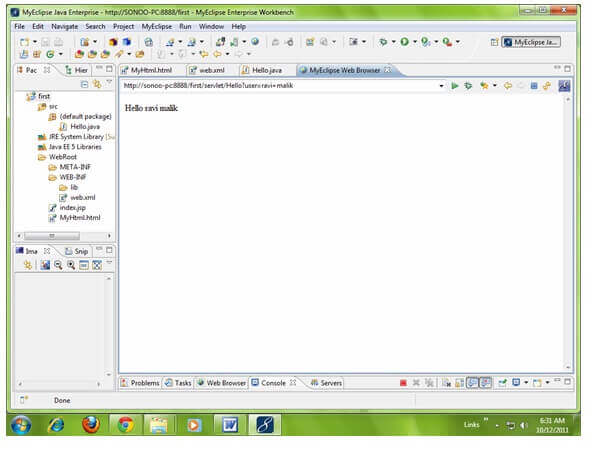 MyEclipse Java Enterprise - http://SONOO-PC:8888/first - MyEclipse Enterprise Workbench
File Edit Navigate Search Project MyEclipse Run Window Help
MyEclipse Ja...
Pac Hier MyHtml.html web.xml Hello.java MyEclipse Web Browser
http://sonoo-pc:8888/first/servlet/Hello?user=ravi+malik
Hello ravi malik
first
src
(default package)
Hello.java
JRE System Library [Su
Java EE 5 Libraries
WebRoot
META-INF
WEB-INF
lib
web.xml
index.jsp
MyHtml.html
Ima Snip
Problems Tasks Web Browser Console Servers
Done
Links
6:31 AM
10/12/2011